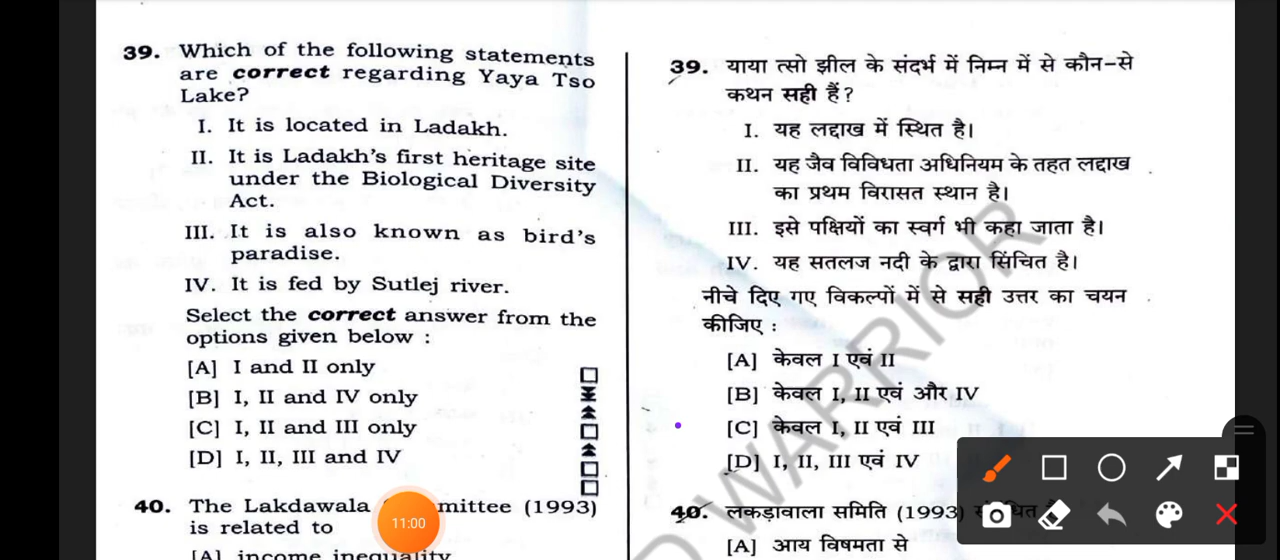 39. Which of the following statements
are correct regarding Yaya Tso
Lake?
I. It is located in Ladakh.
II. It is Ladakh's first heritage site
under the Biological Diversity
Act.
III. It is also known as bird's
paradise.
IV. It is fed by Sutlej river.
Select the correct answer from the
options given below :
[A] I and II only
[B] I, II and IV only
[C] I, II and III only
[D] I, II, III and IV
40. The Lakdawala mittee (1993)
is related to
[A] income inequality
11:00
39. याया त्सो झील के संदर्भ में निम्न में से कौन-से
कथन सही हैं?
I. यह लद्दाख में स्थित है।
II. यह जैव विविधता अधिनियम के तहत लद्दाख
का प्रथम विरासत स्थान है।
III. इसे पक्षियों का स्वर्ग भी कहा जाता है।
IV. यह सतलज नदी के द्वारा सिंचित है।
नीचे दिए गए विकल्पों में से सही उत्तर का चयन
कीजिए :
[A] केवल I एवं II
[B] केवल I, II एवं और IV
[C] केवल I, II एवं III
[D] I, II, III एवं IV
40. लकड़ावाला समिति (1993)
[A] आय विषमता से
WARRIOR